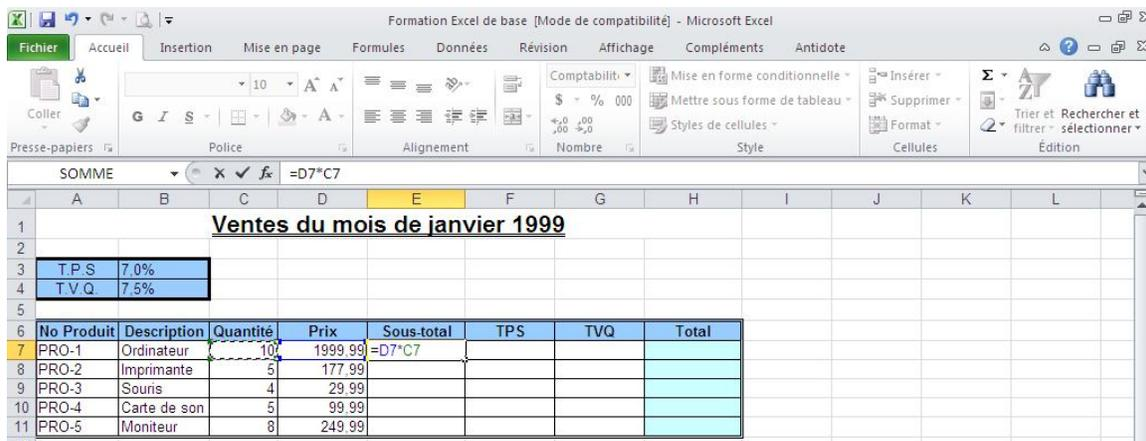 Formation Excel de base [Mode de compatibilité] - Microsoft Excel
Fichier Accueil Insertion Mise en page Formules Données Révision Affichage Compléments Antidote
Coller
10 A A
G I S A
Comptabilit
$ % 000
,00 ,00
Mise en forme conditionnelle
Mettre sous forme de tableau
Styles de cellules
Insérer
Supprimer
Format
Σ
Trier et filtrer
Rechercher et sélectionner
Presse-papiers Police Alignement Nombre Style Cellules Édition
SOMME fx =D7*C7
A B C D E F G H I J K L
1 Ventes du mois de janvier 1999
2
3 T.P.S 7,0%
4 T.V.Q. 7,5%
5
6 No Produit Description Quantité Prix Sous-total TPS TVQ Total
7 PRO-1 Ordinateur 10 1999,99 =D7*C7
8 PRO-2 Imprimante 5 177,99
9 PRO-3 Souris 4 29,99
10 PRO-4 Carte de son 5 99,99
11 PRO-5 Moniteur 8 249,99